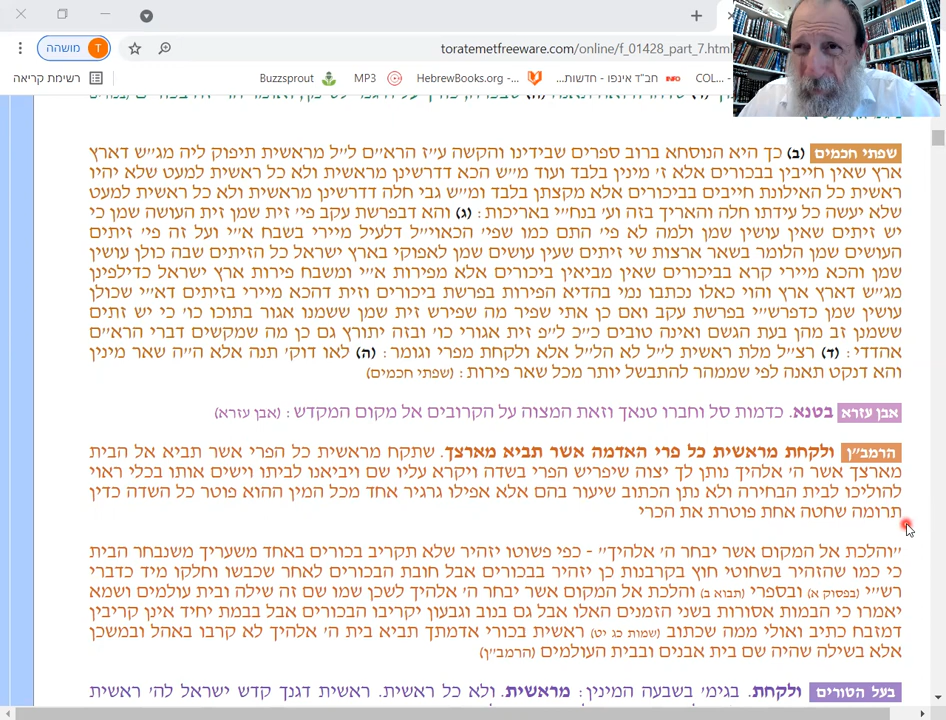 toratemetfreeware.com/online/f_01428_part_7.html
מושהה T
רשימת קריאה
Buzzsprout
MP3
HebrewBooks.org -...
חב"ד אינפו - חדשות...
COL...
שפתי חכמים (ב) כך היא הנוסחא ברוב ספרים שבידינו והקשה ע"ז הרא"ם ל"ל מראשית תיפוק ליה מג"ש דארץ
ארץ שאין חייבין בבכורים אלא ז' מינין בלבד ועוד מ"ש הכא דדרשינן מראשית ולא כל ראשית למעט שלא יהיו
ראשית כל האילונת חייבים בביכורים אלא מקצתן בלבד ומ"ש גבי חלה דדרשינן מראשית ולא כל ראשית למעט
שלא יעשה כל עידתו חלה והאריך בזה וע' בנח"י באריכות : (ג) והא דבפרשת עקב פי' זית שמן זית העושה שמן כי
יש זיתים שאין עושין שמן ולמה לא פי' התם כמו שפי' הכאוי"ל דלעיל מיירי בשבח א"י ועל זה פי' זיתים
העושים שמן הלומר בשאר ארצות שי זיתים שעין עושים שמן לאפוקי בארץ ישראל כל הזיתים שבה כולן עושין
שמן והכא מיירי קרא בביכורים שאין מביאין ביכורים אלא מפירות א"י ומשבח פירות ארץ ישראל כדילפינן
מג"ש דארץ ארץ והוי כאלו נכתבו נמי בהדיא הפירות בפרשת ביכורים וזית דהכא מיירי בזיתים דא"י שכולן
עושין שמן כדפרש"י בפרשת עקב ואם כן אתי שפיר מה שפירש זית שמן ששמנו אגור בתוכו כו' כי יש זתים
ששמנן זב מהן בעת הגשם ואינה טובים כ"כ ל"פ זית אגורי כו' ובזה יתורץ גם כן מה שמקשים דברי הרא"ם
אהדדי : (ד) רצ"ל מלת ראשית ל"ל לא הל"ל אלא ולקחת מפרי וגומר : (ה) לאו דוק' תנה אלא ה"ה שאר מינין
והא דנקט תאנה לפי שממהר להתבשל יותר מכל שאר פירות : (שפתי חכמים)
אבן עזרא בטנא. כדמות סל וחברו טנאך וזאת המצוה על הקרובים אל מקום המקדש : (אבן עזרא)
הרמב"ן ולקחת מראשית כל פרי האדמה אשר תביא מארצך. שתקח מראשית כל הפרי אשר תביא אל הבית
מארצך אשר ה' אלהיך נותן לך יצוה שיפריש הפרי בשדה ויקרא עליו שם ויביאנו לביתו וישים אותו בכלי ראוי
להוליכו לבית הבחירה ולא נתן הכתוב שיעור בהם אלא אפילו גרגיר אחד מכל המין ההוא פוטר כל השדה כדין
תרומה שחטה אחת פוטרת את הכרי
"והלכת אל המקום אשר יבחר ה' אלהיך" - כפי פשוטו יזהיר שלא תקריב בכורים באחד משעריך משנבחר הבית
כי כמו שהזהיר בשחוטי חוץ בקרבנות כן יזהיר בבכורים אבל חובת הבכורים לאחר שכבשו וחלקו מיד כדברי
רש"י (בפסוק א) ובספרי (תבוא ב) והלכת אל המקום אשר יבחר ה' אלהיך לשכן שמו שם זה שילה ובית עולמים ושמא
יאמרו כי הבמות אסורות בשני הזמנים האלו אבל גם בנוב וגבעון יקריבו הבכורים אבל בבמת יחיד אינן קריבין
דמזבח כתיב ואולי ממה שכתוב (שמות כג יט) ראשית בכורי אדמתך תביא בית ה' אלהיך לא קרבו באהל ובמשכן
אלא בשילה שהיה שם בית אבנים ובבית העולמים (הרמב"ן)
בעל הטורים ולקחת. בגימ' בשבעה המינין: מראשית. ולא כל ראשית. ראשית דגנך קדש ישראל לה' ראשית